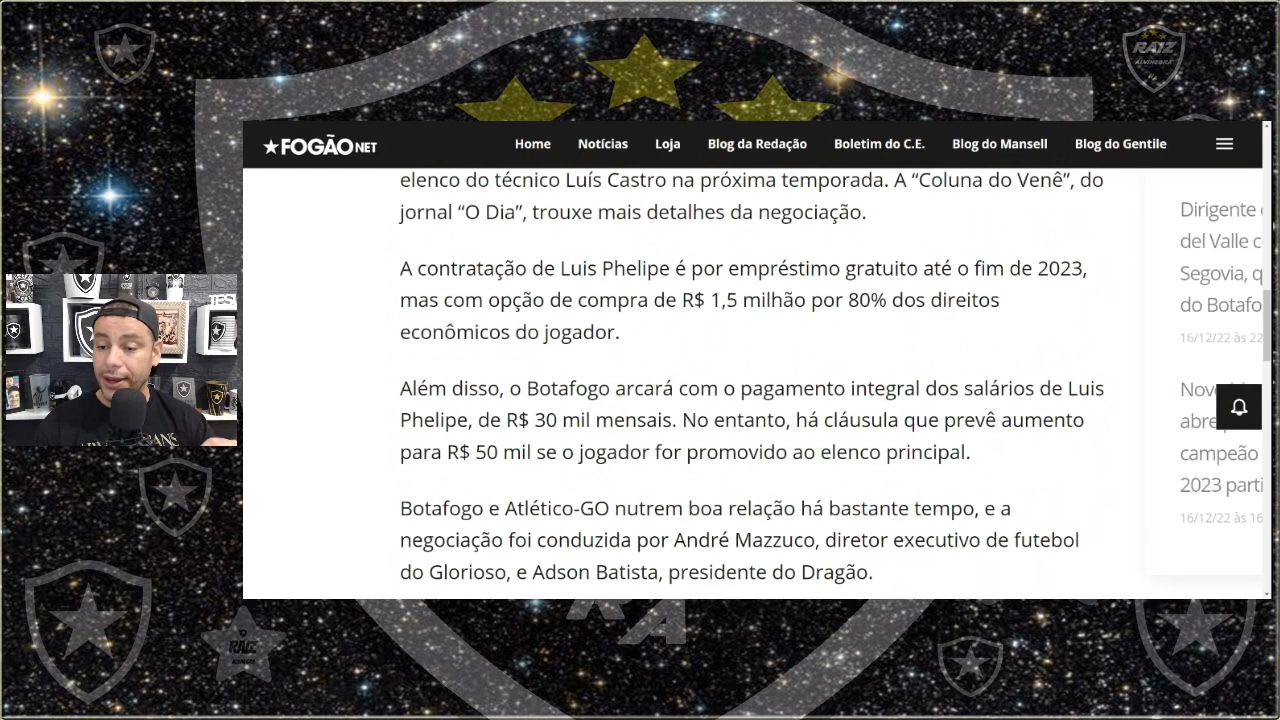 RAIZ
ALVINEGRA
FOGÃO NET
Home Notícias Loja Blog da Redação Boletim do C.E. Blog do Mansell Blog do Gentile
elenco do técnico Luís Castro na próxima temporada. A “Coluna do Venê”, do
jornal “O Dia”, trouxe mais detalhes da negociação.
A contratação de Luis Phelipe é por empréstimo gratuito até o fim de 2023,
mas com opção de compra de R$ 1,5 milhão por 80% dos direitos
econômicos do jogador.
Além disso, o Botafogo arcará com o pagamento integral dos salários de Luis
Phelipe, de R$ 30 mil mensais. No entanto, há cláusula que prevê aumento
para R$ 50 mil se o jogador for promovido ao elenco principal.
Botafogo e Atlético-GO nutrem boa relação há bastante tempo, e a
negociação foi conduzida por André Mazzuco, diretor executivo de futebol
do Glorioso, e Adson Batista, presidente do Dragão.
Dirigente
del Valle
Segovia,
do Botafo
16/12/22 às 22
abre
campeão
2023 parti
16/12/22 às 16
RAIZ
ALVINEGRA